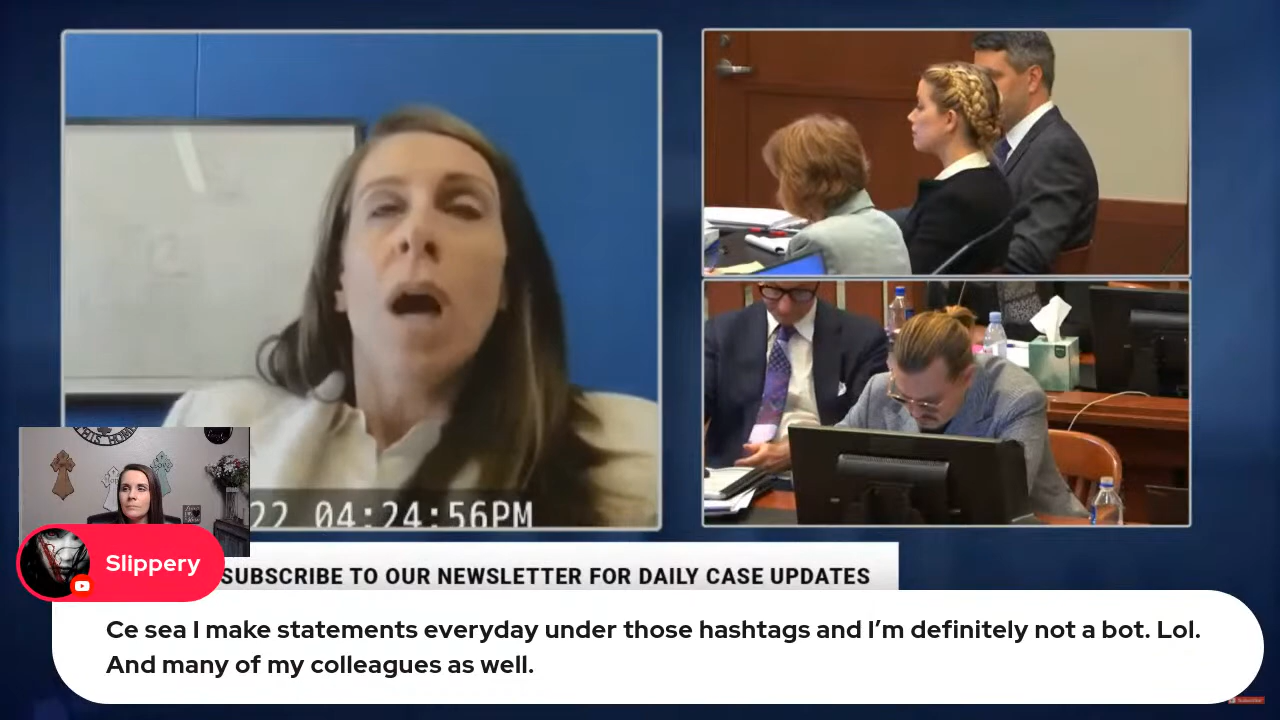 22 04:24:56PM
Slippery
SUBSCRIBE TO OUR NEWSLETTER FOR DAILY CASE UPDATES
Ce sea I make statements everyday under those hashtags and I’m definitely not a bot. Lol.
And many of my colleagues as well.